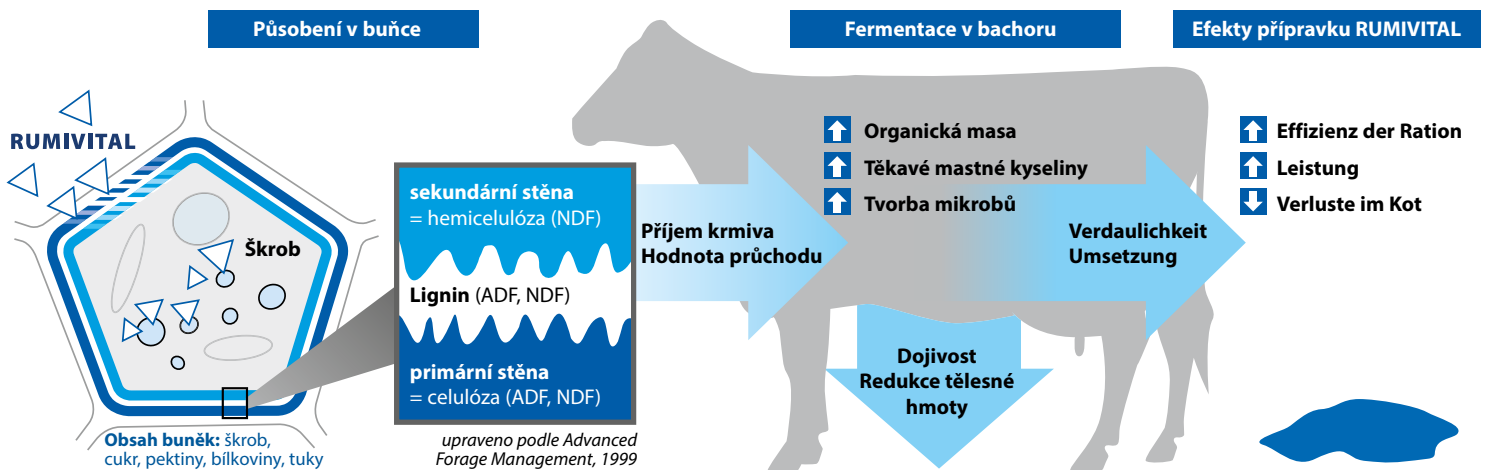 Působení v buňce
Fermentace v bachoru
Efekty přípravku RUMIVITAL
RUMIVITAL
Škrob
Obsah buněk: škrob,
cukr, pektiny, bílkoviny, tuky
sekundární stěna
= hemicelulóza (NDF)
Lignin (ADF, NDF)
primární stěna
= celulóza (ADF, NDF)
upraveno podle Advanced
Forage Management, 1999
Příjem krmiva
Hodnota průchodu
Organická masa
Těkavé mastné kyseliny
Tvorba mikrobů
Verdaulichkeit
Umsetzung
Dojivost
Redukce tělesné
hmoty
Effizienz der Ration
Leistung
Verluste im Kot